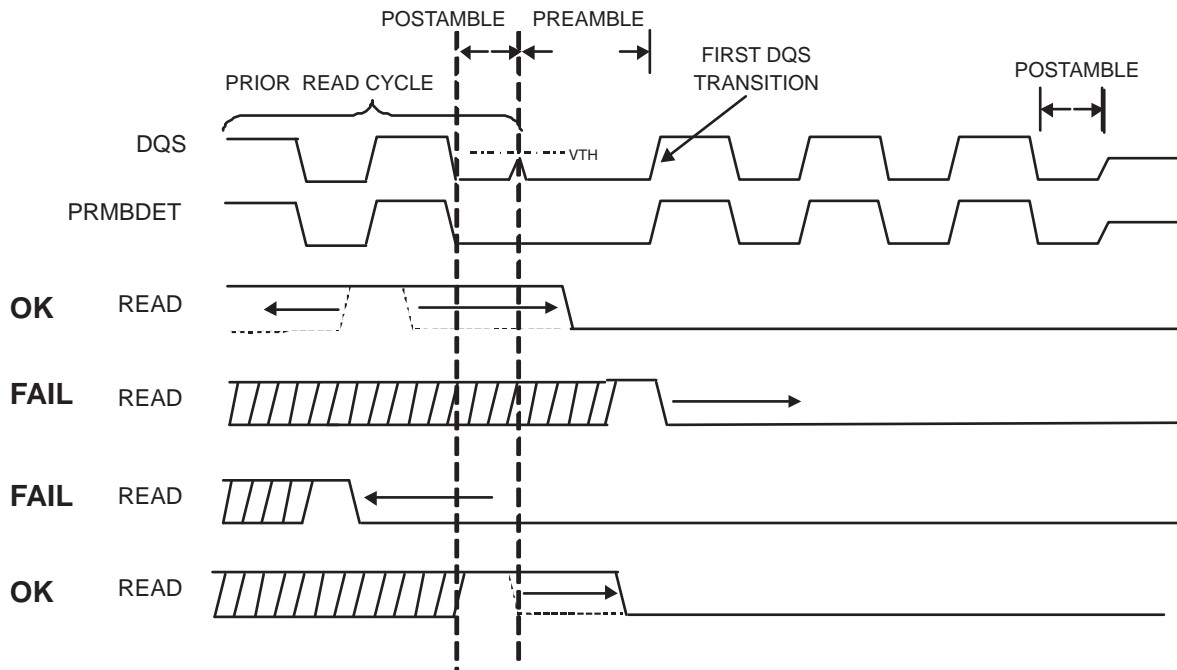 POSTAMBLE
PREAMBLE
FIRST DQS
TRANSITION
POSTAMBLE
PRIOR READ CYCLE
DQS
VTH
PRMBDET
OK
READ
FAIL
READ
FAIL
READ
OK
READ